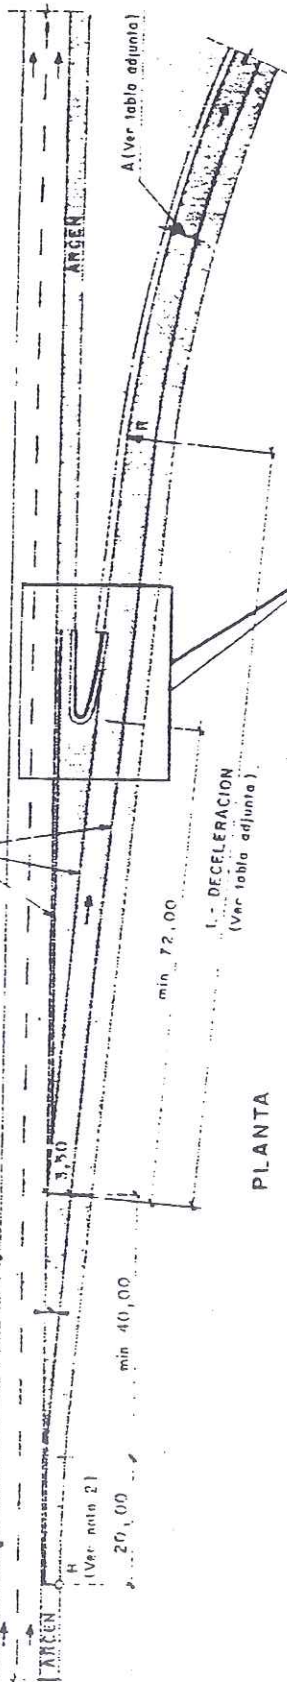 ARCEN
A (Ver tabla adjunta)
R
ARCEN
3,50
H
(Ver nota 2)
20,00
min 40,00
min 72,00
L - DECELERACION
(Ver tabla adjunta)
PLANTA